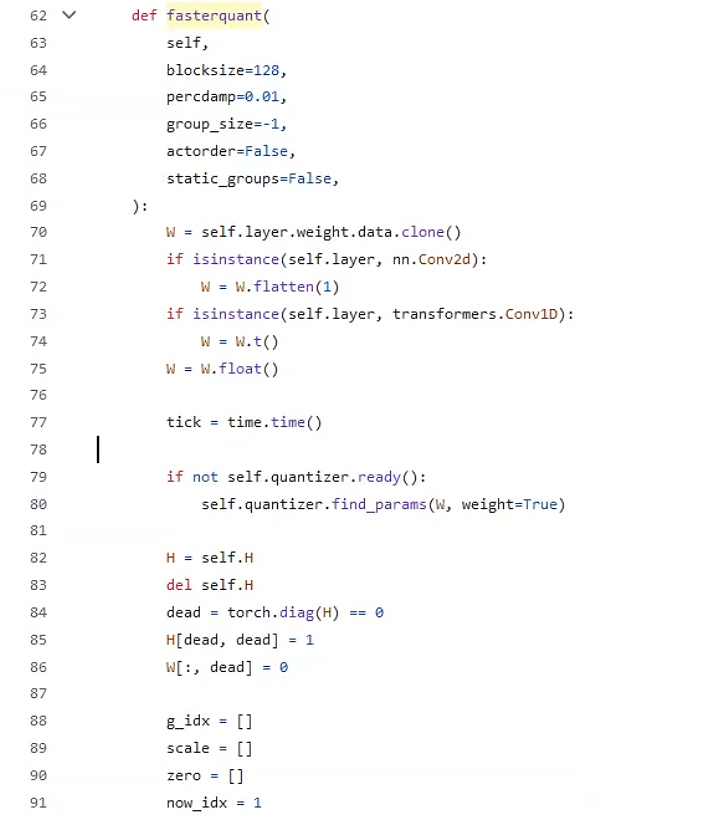 62 def fasterquant(
63 self,
64 blocksize=128,
65 percdamp=0.01,
66 group_size=-1,
67 actorder=False,
68 static_groups=False,
69 ):
70 W = self.layer.weight.data.clone()
71 if isinstance(self.layer, nn.Conv2d):
72 W = W.flatten(1)
73 if isinstance(self.layer, transformers.Conv1D):
74 W = W.t()
75 W = W.float()
76
77 tick = time.time()
78
79 if not self.quantizer.ready():
80 self.quantizer.find_params(W, weight=True)
81
82 H = self.H
83 del self.H
84 dead = torch.diag(H) == 0
85 H[dead, dead] = 1
86 W[:, dead] = 0
87
88 g_idx = []
89 scale = []
90 zero = []
91 now_idx = 1